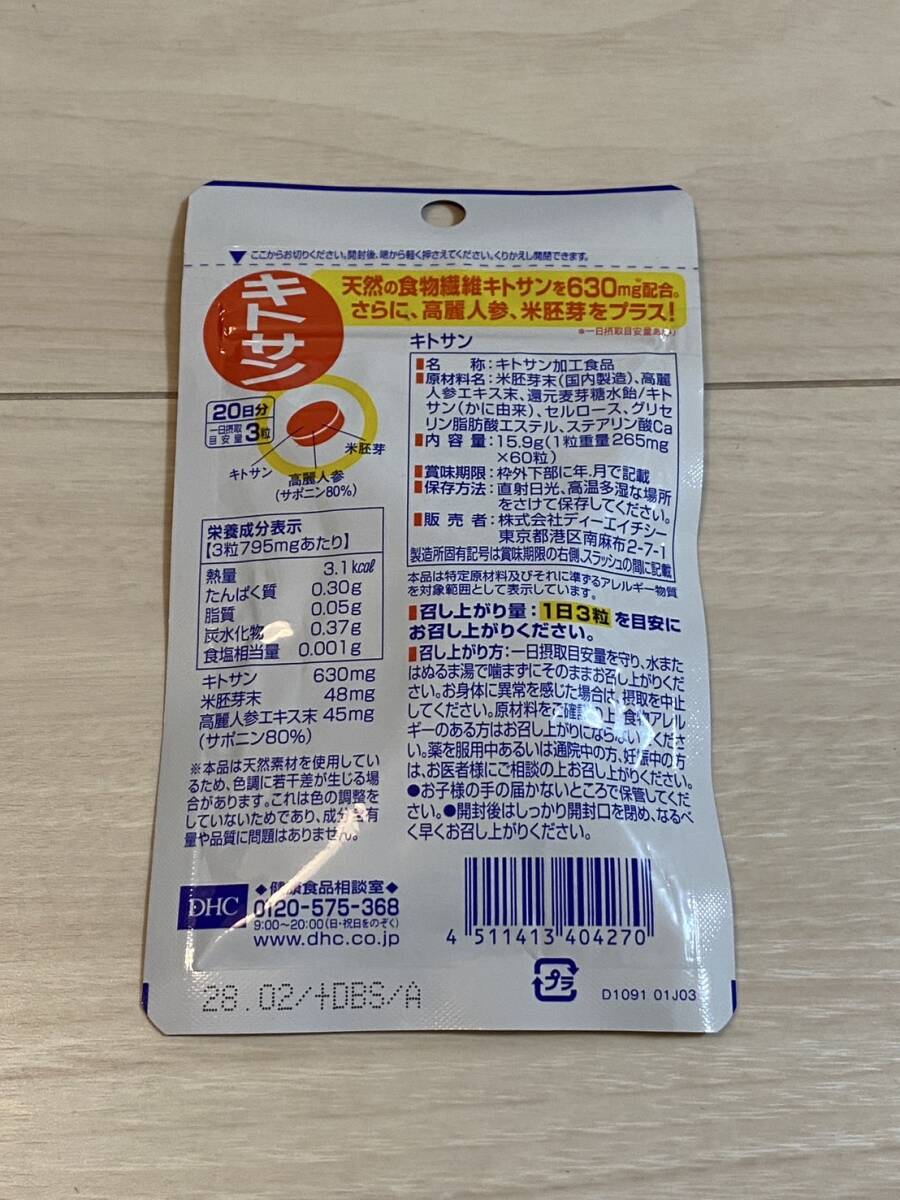 ▼ ここからお切りください。開封後、端から軽く押さえてください。くりかえし開閉できます。
キトサン
天然の食物繊維キトサンを630mg配合。
さらに、高麗人参、米胚芽をプラス!
※一日摂取目安量あたり
20日分
一日摂取目安量3粒
キトサン
高麗人参
(サポニン80%)
米胚芽
栄養成分表示
【3粒795mgあたり】
熱量 3.1kcal
たんぱく質 0.30g
脂質 0.05g
炭水化物 0.37g
食塩相当量 0.001g
キトサン 630mg
米胚芽末 48mg
高麗人参エキス末 45mg
(サポニン80%)
※本品は天然素材を使用してい
るため、色調に若干差が生じる場
合があります。これは色の調整を
していないためであり、成分含有
量や品質に問題はありません。
DHC
◆健康食品相談室◆
0120-575-368
9:00〜20:00(日・祝日をのぞく)
www.dhc.co.jp
キトサン
■名 称:キトサン加工食品
■原材料名:米胚芽末(国内製造)、高麗
人参エキス末、還元麦芽糖水飴/キト
サン(かに由来)、セルロース、グリセ
リン脂肪酸エステル、ステアリン酸Ca
■内容量:15.9g(1粒重量265mg
×60粒)
■賞味期限:枠外下部に年.月で記載
■保存方法:直射日光、高温多湿な場所
をさけて保存してください。
■販売者:株式会社ディーエイチシー
東京都港区南麻布2-7-1
製造所固有記号は賞味期限の右側、スラッシュの間に記載
本品は特定原材料及びそれに準ずるアレルギー物質
を対象範囲として表示しています。
■召し上がり量:1日3粒を目安に
お召し上がりください。
■召し上がり方:一日摂取目安量を守り、水また
はぬるま湯で噛まずにそのままお召し上がりくだ
さい。お身体に異常を感じた場合は、摂取を中止
してください。原材料をご確認の上、食物アレル
ギーのある方はお召し上がりにならないでくださ
い。薬を服用中あるいは通院中の方、妊娠中の方
は、お医者様にご相談の上お召し上がりください。
●お子様の手の届かないところで保管してくだ
さい。●開封後はしっかり開封口を閉め、なるべ
く早くお召し上がりください。
4 511413 404270
プラ
D1091 01J03
28.02/+DBS/A